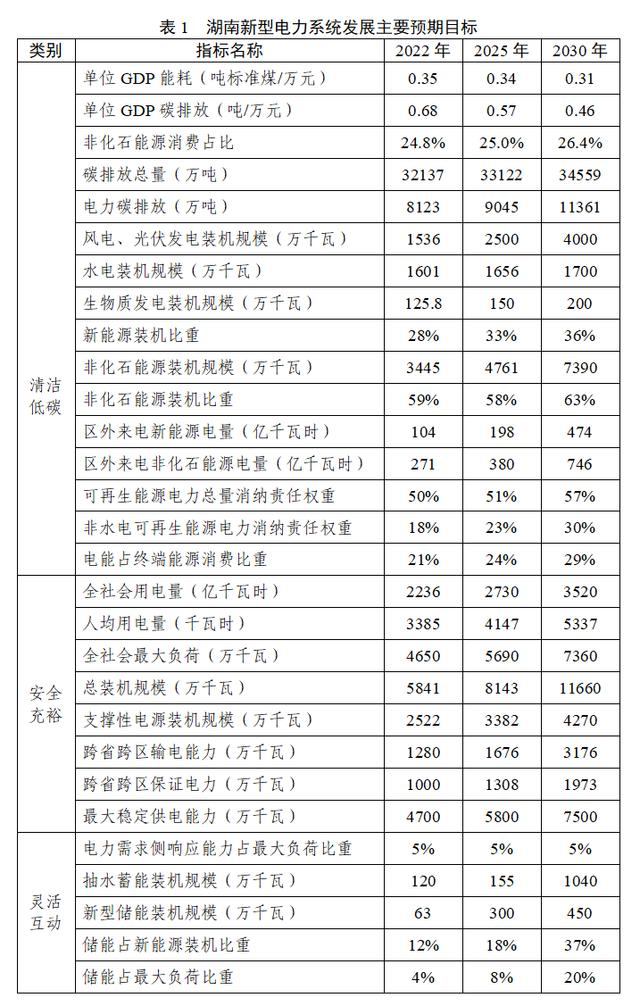 表 1 湖南新型电力系统发展主要预期目标
类别 指标名称 2022 年 2025 年 2030 年
清洁低碳
单位 GDP 能耗（吨标准煤/万元） 0.35 0.34 0.31
单位 GDP 碳排放（吨/万元） 0.68 0.57 0.46
非化石能源消费占比 24.8% 25.0% 26.4%
碳排放总量（万吨） 32137 33122 34559
电力碳排放（万吨） 8123 9045 11361
风电、光伏发电装机规模（万千瓦） 1536 2500 4000
水电装机规模（万千瓦） 1601 1656 1700
生物质发电装机规模（万千瓦） 125.8 150 200
新能源装机比重 28% 33% 36%
非化石能源装机规模（万千瓦） 3445 4761 7390
非化石能源装机比重 59% 58% 63%
区外来电新能源电量（亿千瓦时） 104 198 474
区外来电非化石能源电量（亿千瓦时） 271 380 746
可再生能源电力总量消纳责任权重 50% 51% 57%
非水电可再生能源电力消纳责任权重 18% 23% 30%
电能占终端能源消费比重 21% 24% 29%
安全充裕
全社会用电量（亿千瓦时） 2236 2730 3520
人均用电量（千瓦时） 3385 4147 5337
全社会最大负荷（万千瓦） 4650 5690 7360
总装机规模（万千瓦） 5841 8143 11660
支撑性电源装机规模（万千瓦） 2522 3382 4270
跨省跨区输电能力（万千瓦） 1280 1676 3176
跨省跨区保证电力（万千瓦） 1000 1308 1973
最大稳定供电能力（万千瓦） 4700 5800 7500
灵活互动
电力需求侧响应能力占最大负荷比重 5% 5% 5%
抽水蓄能装机规模（万千瓦） 120 155 1040
新型储能装机规模（万千瓦） 63 300 450
储能占新能源装机比重 12% 18% 37%
储能占最大负荷比重 4% 8% 20%